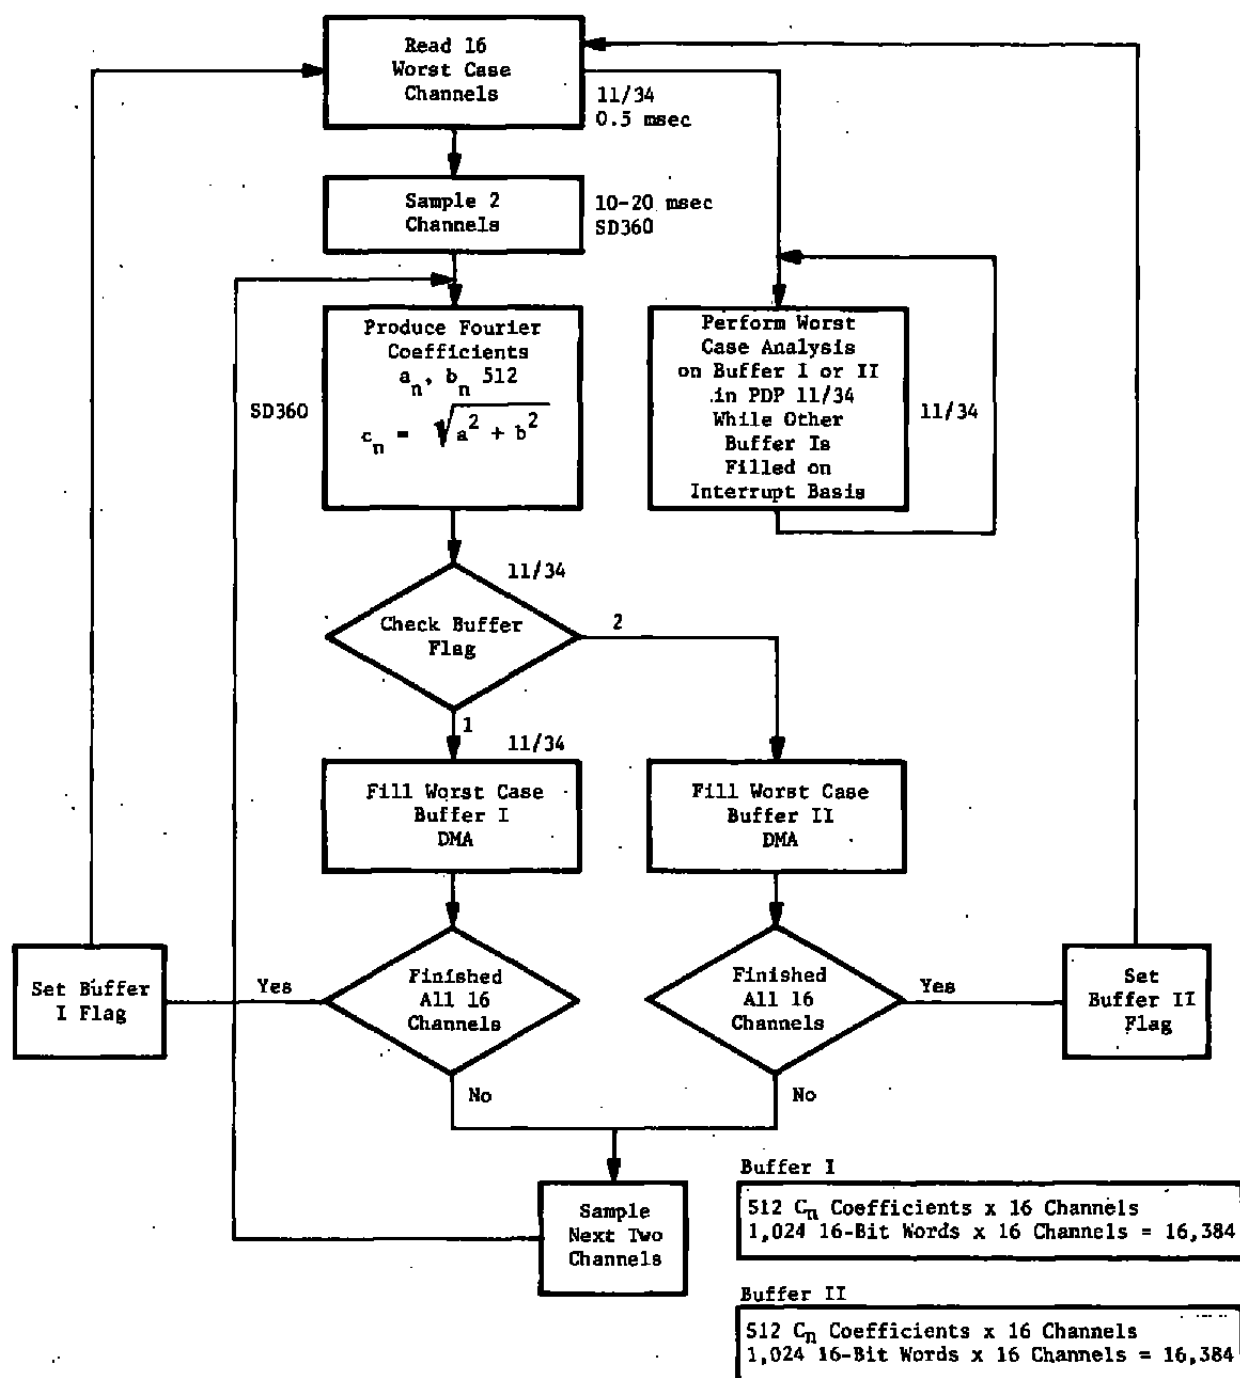 Read 16
Worst Case
Channels
11/34
0.5 msec
Sample 2
Channels
10-20 msec
SD360
Produce Fourier
Coefficients
a_n, b_n 512
c_n = √(a² + b²)
SD360
Perform Worst
Case Analysis
on Buffer I or II
in PDP 11/34
While Other
Buffer Is
Filled on
Interrupt Basis
11/34
11/34
Check Buffer
Flag
2
1
11/34
Fill Worst Case
Buffer I
DMA
Fill Worst Case
Buffer II
DMA
Set Buffer
I Flag
Yes
Finished
All 16
Channels
Finished
All 16
Channels
Yes
Set
Buffer II
Flag
No
No
Sample
Next Two
Channels
Buffer I
512 C_n Coefficients x 16 Channels
1,024 16-Bit Words x 16 Channels = 16,384
Buffer II
512 C_n Coefficients x 16 Channels
1,024 16-Bit Words x 16 Channels = 16,384